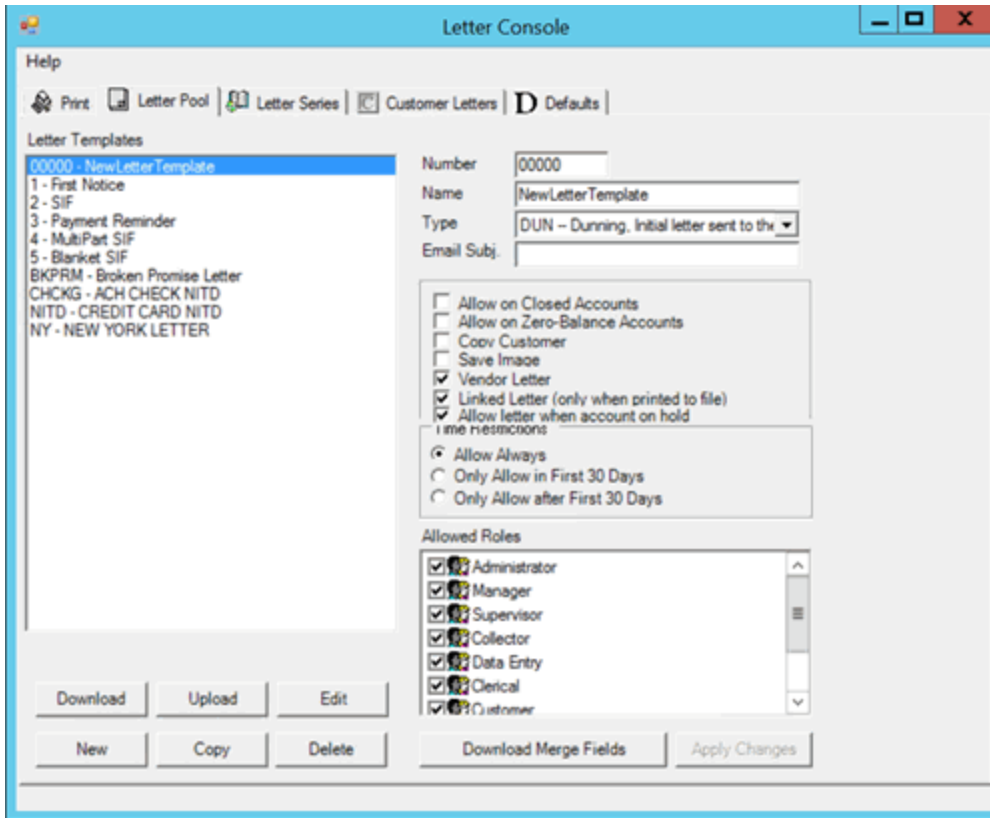 Letter Console
Help
Print Letter Pool Letter Series C Customer Letters D Defaults
Letter Templates
00000 - NewLetterTemplate
1 - First Notice
2 - SIF
3 - Payment Reminder
4 - MultiPart SIF
5 - Blanket SIF
BKPRM - Broken Promise Letter
CHCKG - ACH CHECK NITD
NITD - CREDIT CARD NITD
NY - NEW YORK LETTER
Number 00000
Name NewLetterTemplate
Type DUN -- Dunning, Initial letter sent to the
Email Subj.
Allow on Closed Accounts
Allow on Zero-Balance Accounts
Copy Customer
Save Image
Vendor Letter
Linked Letter (only when printed to file)
Allow letter when account on hold
Time Restrictions
Allow Always
Only Allow in First 30 Days
Only Allow after First 30 Days
Allowed Roles
Administrator
Manager
Supervisor
Collector
Data Entry
Clerical
Customer
Download Upload Edit
New Copy Delete
Download Merge Fields Apply Changes